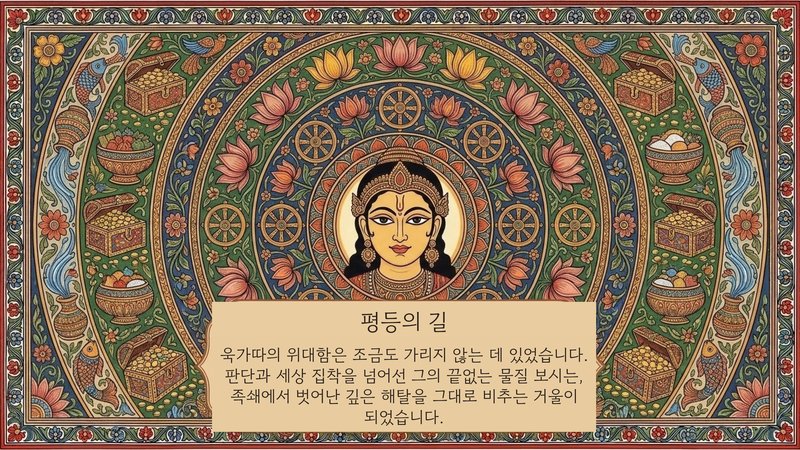 평등의 길
욱가따의 위대함은 조금도 가리지 않는 데 있었습니다.
판단과 세상 집착을 넘어선 그의 끝없는 물질 보시는,
족쇄에서 벗어난 깊은 해탈을 그대로 비추는 거울이
되었습니다.